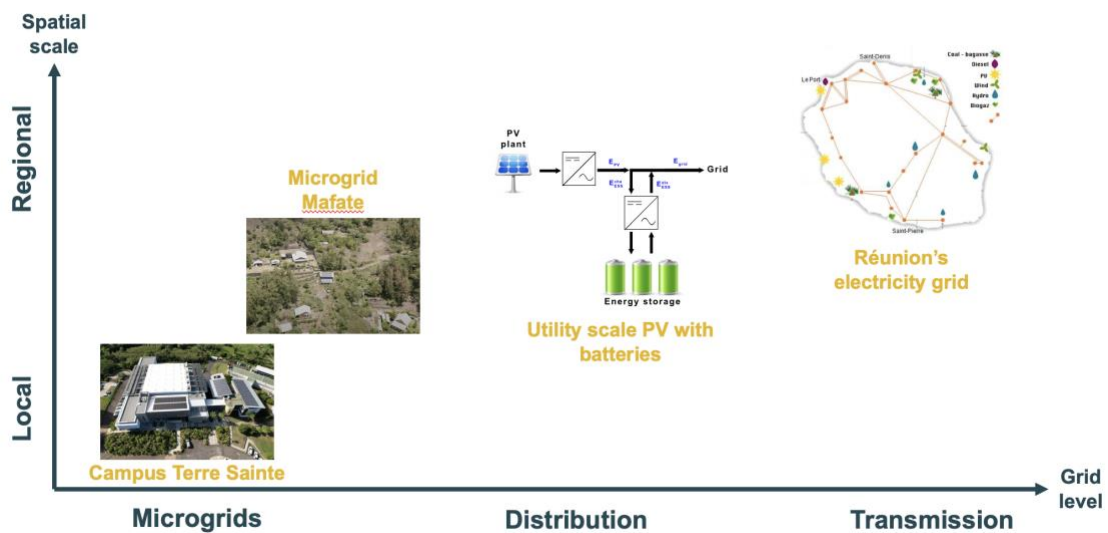 Spatial
scale
Regional
Local
Microgrid
Mafate
Campus Terre Sainte
PV
plant
E_pv
E_grid
Grid
Energy storage
Utility scale PV with
batteries
Saint-Denis
Le Port
Saint-Pierre
Coal - bagasse
Diesel
PV
Wind
Hydro
Biogaz
Réunion's
electricity grid
Grid
level
Microgrids
Distribution
Transmission